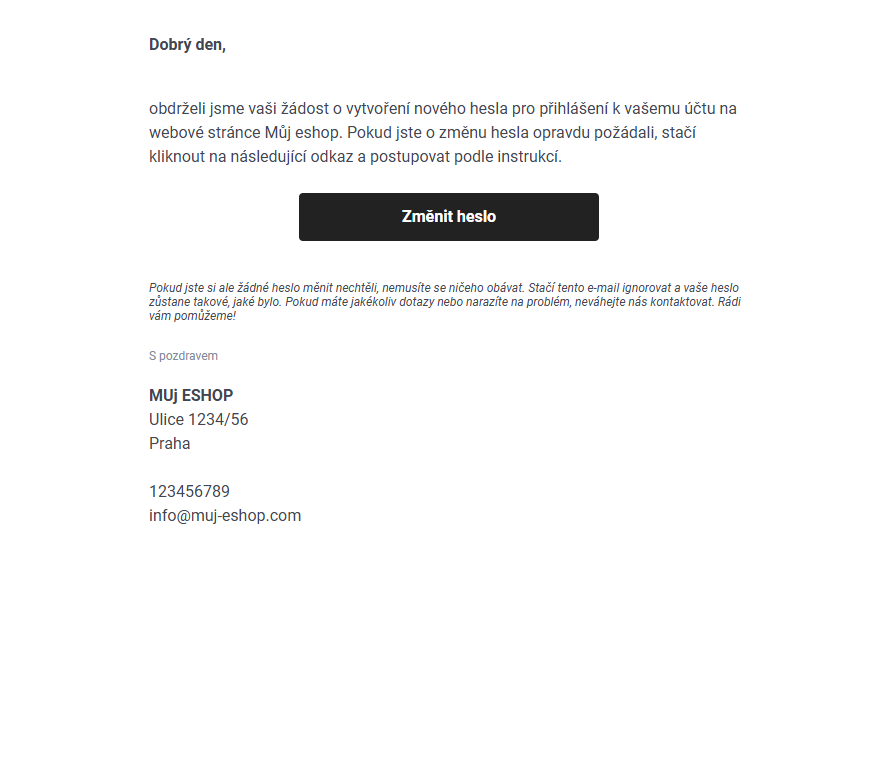 Dobrý den,
obdrželi jsme vaši žádost o vytvoření nového hesla pro přihlášení k vašemu účtu na
webové stránce Můj eshop. Pokud jste o změnu hesla opravdu požádali, stačí
kliknout na následující odkaz a postupovat podle instrukcí.
Změnit heslo
Pokud jste si ale žádné heslo měnit nechtěli, nemusíte se ničeho obávat. Stačí tento e-mail ignorovat a vaše heslo
zůstane takové, jaké bylo. Pokud máte jakékoliv dotazy nebo narazíte na problém, neváhejte nás kontaktovat. Rádi
vám pomůžeme!
S pozdravem
MUj ESHOP
Ulice 1234/56
Praha
123456789
info@muj-eshop.com